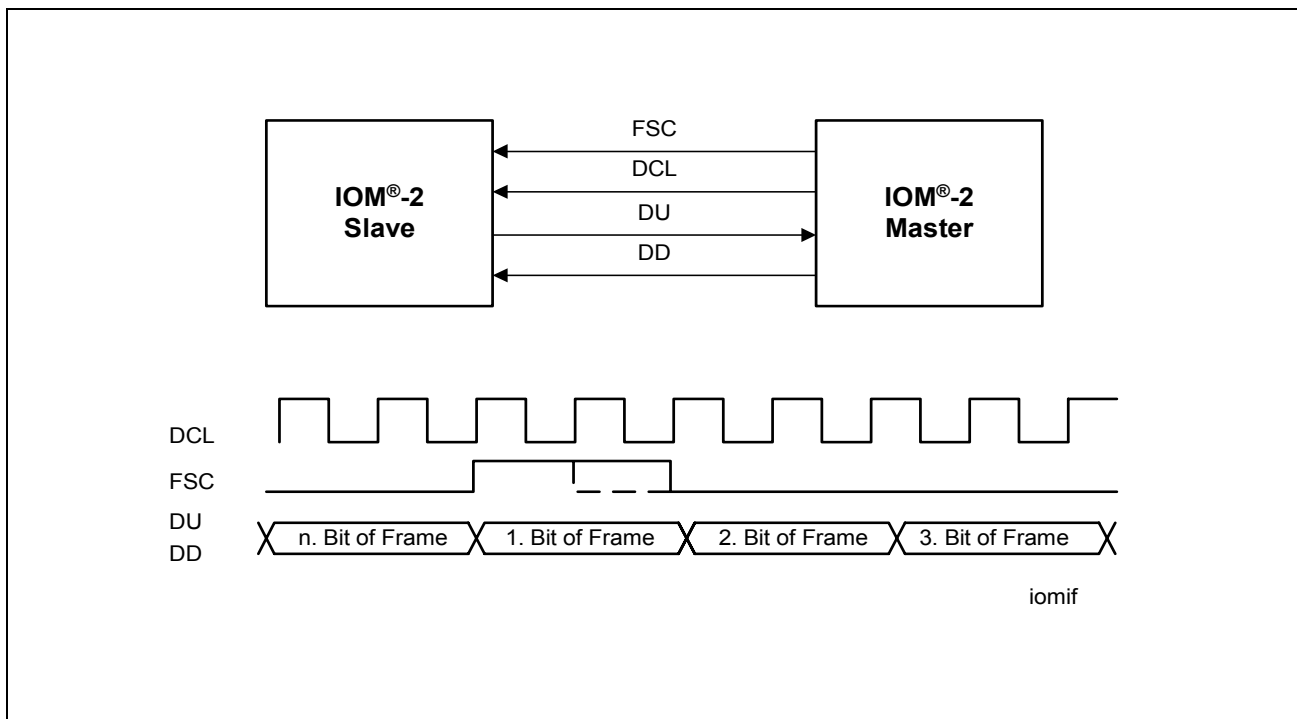 FSC
IOM®-2
Slave
DCL
DU
DD
IOM®-2
Master
DCL
FSC
DU
DD
n. Bit of Frame
1. Bit of Frame
2. Bit of Frame
3. Bit of Frame
iomif